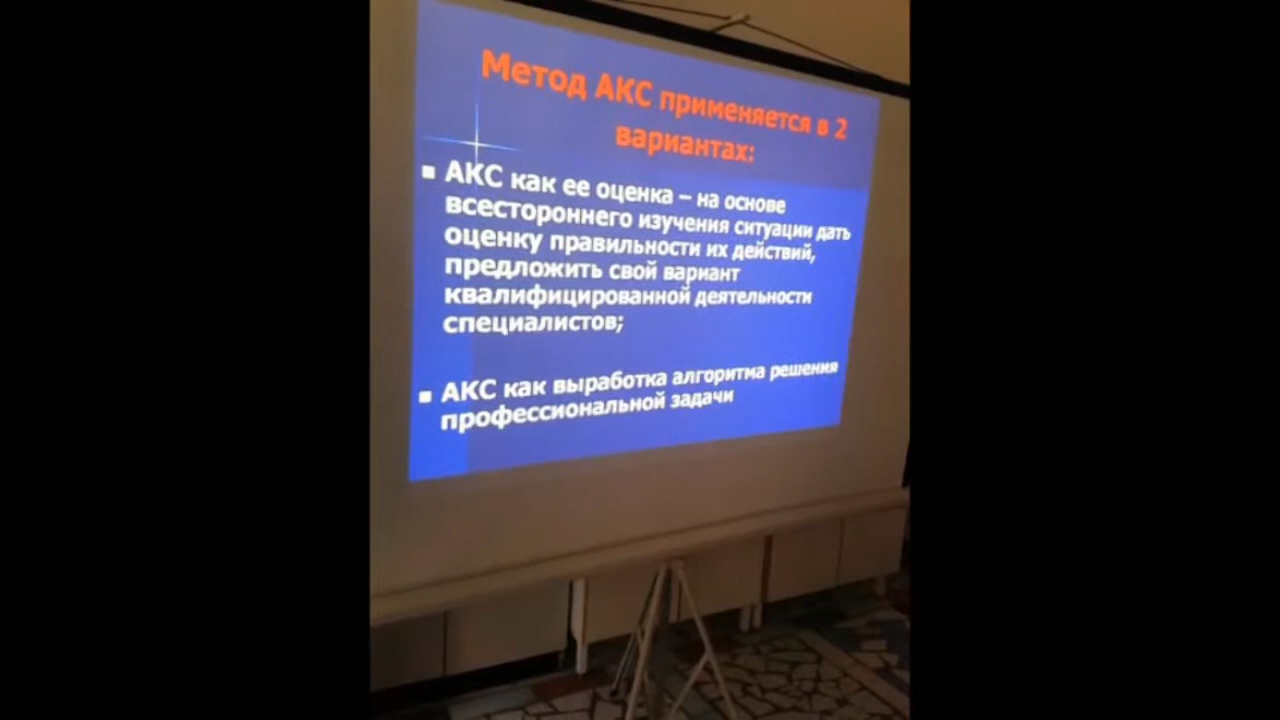 Метод АКС применяется в 2
вариантах:
АКС как ее оценка – на основе
всестороннего изучения ситуации дать
оценку правильности их действий,
предложить свой вариант
квалифицированной деятельности
специалистов;
АКС как выработка алгоритма решения
профессиональной задачи